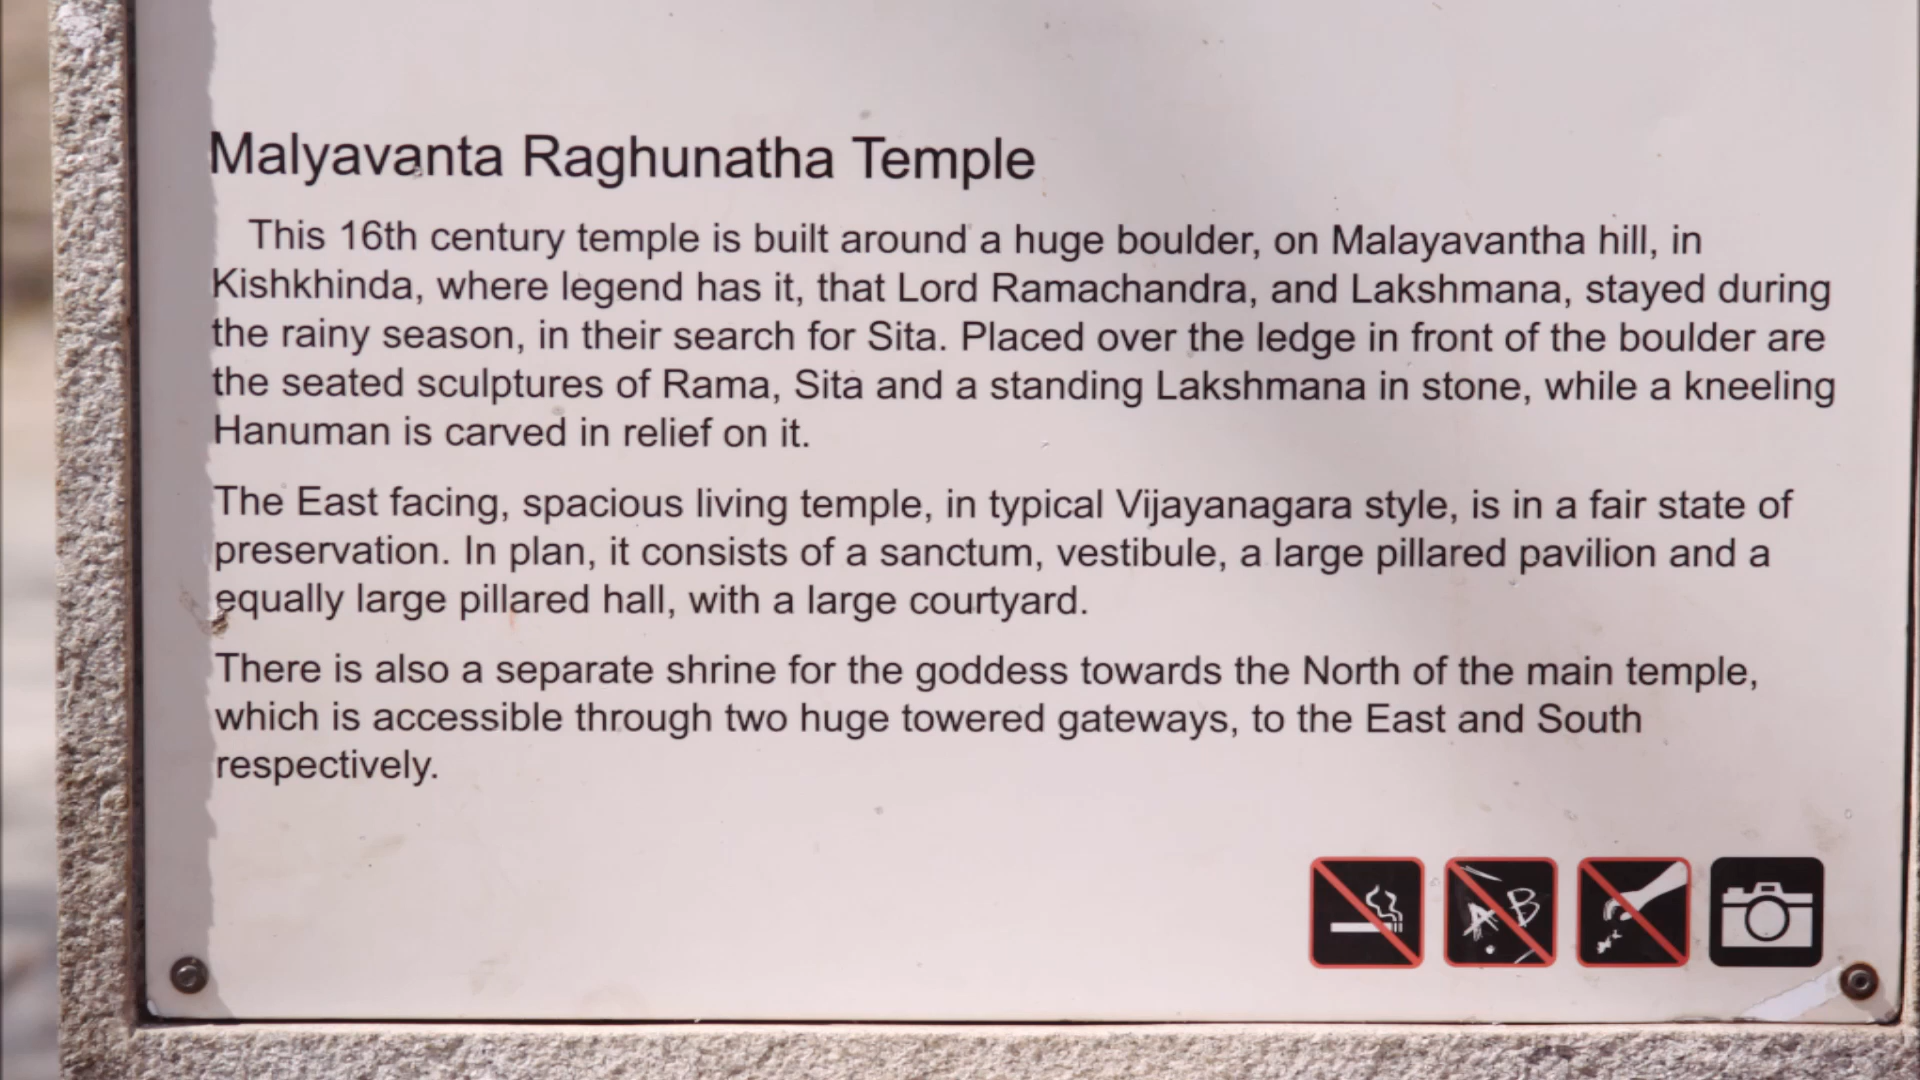 Malyavanta Raghunatha Temple
This 16th century temple is built around a huge boulder, on Malayavantha hill, in
Kishkhinda, where legend has it, that Lord Ramachandra, and Lakshmana, stayed during
the rainy season, in their search for Sita. Placed over the ledge in front of the boulder are
the seated sculptures of Rama, Sita and a standing Lakshmana in stone, while a kneeling
Hanuman is carved in relief on it.
The East facing, spacious living temple, in typical Vijayanagara style, is in a fair state of
preservation. In plan, it consists of a sanctum, vestibule, a large pillared pavilion and a
equally large pillared hall, with a large courtyard.
There is also a separate shrine for the goddess towards the North of the main temple,
which is accessible through two huge towered gateways, to the East and South
respectively.
A B